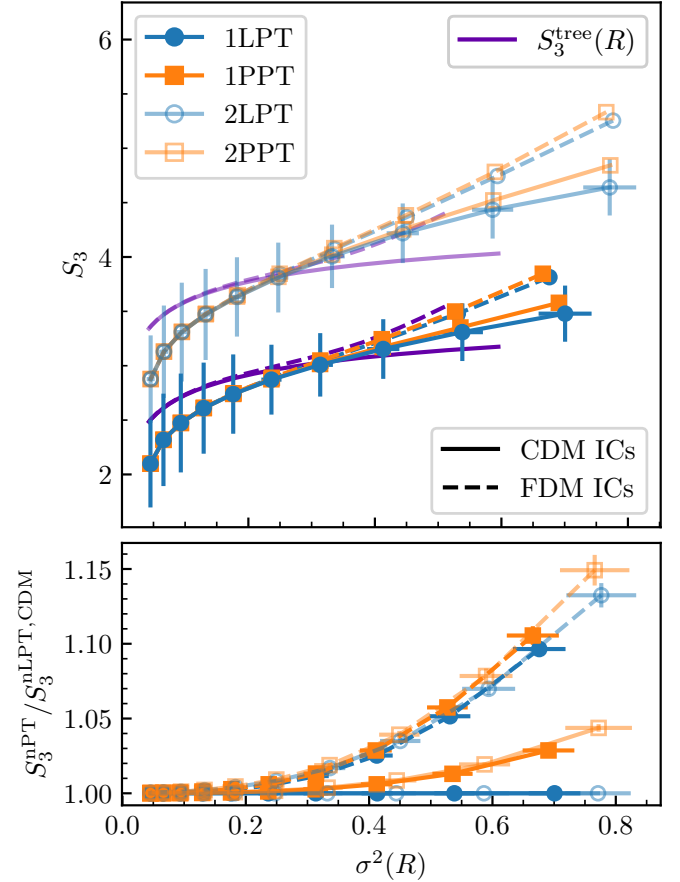 6
4
2
S_3
1LPT
1PPT
2LPT
2PPT
S_3^{tree}(R)
CDM ICs
FDM ICs
1.15
1.10
1.05
1.00
S_3^{nPT}/S_3^{nLPT,CDM}
0.0 0.2 0.4 0.6 0.8
σ^2(R)